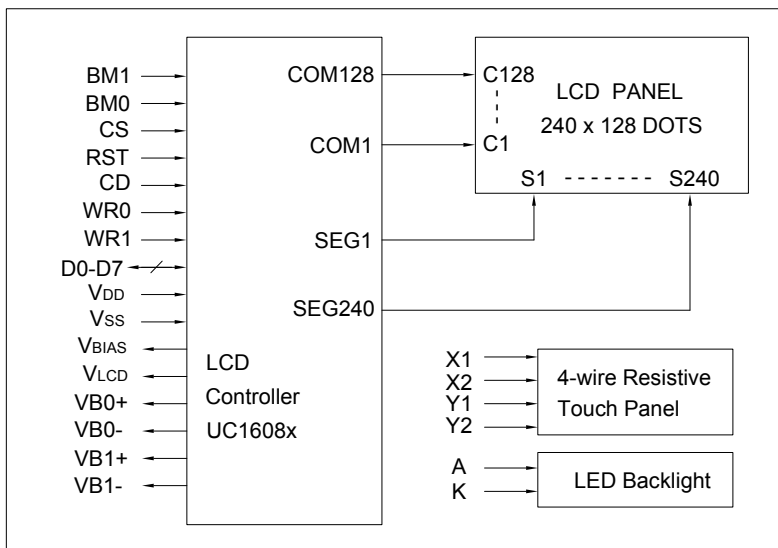 BM1
BM0
CS
RST
CD
WR0
WR1
D0-D7
VDD
VSS
VBIAS
VLCD
VB0+
VB0-
VB1+
VB1-
COM128
COM1
SEG1
SEG240
LCD
Controller
UC1608x
C128
C1
LCD PANEL
240 x 128 DOTS
S1 ------- S240
X1
X2
Y1
Y2
4-wire Resistive
Touch Panel
A
K
LED Backlight